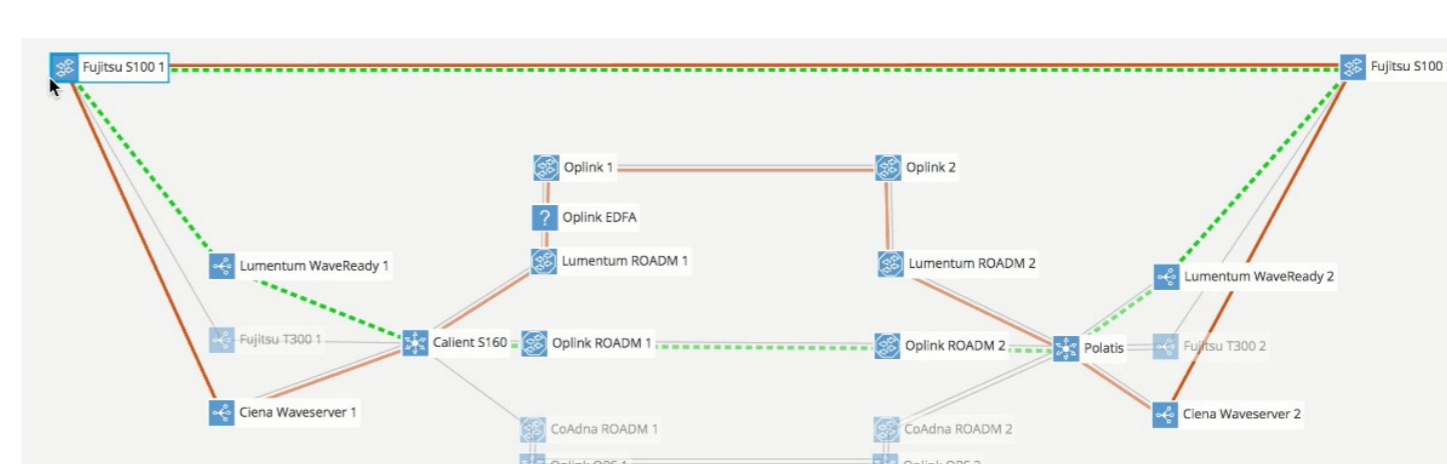 Fujitsu S100 1
Fujitsu S100
Oplink 1
Oplink 2
? Oplink EDFA
Lumentum ROADM 1
Lumentum ROADM 2
Lumentum WaveReady 1
Lumentum WaveReady 2
Fujitsu T300 1
Calient S160
Oplink ROADM 1
Oplink ROADM 2
Polatis
Fujitsu T300 2
Ciena Waveserver 1
Ciena Waveserver 2
CoAdna ROADM 1
CoAdna ROADM 2